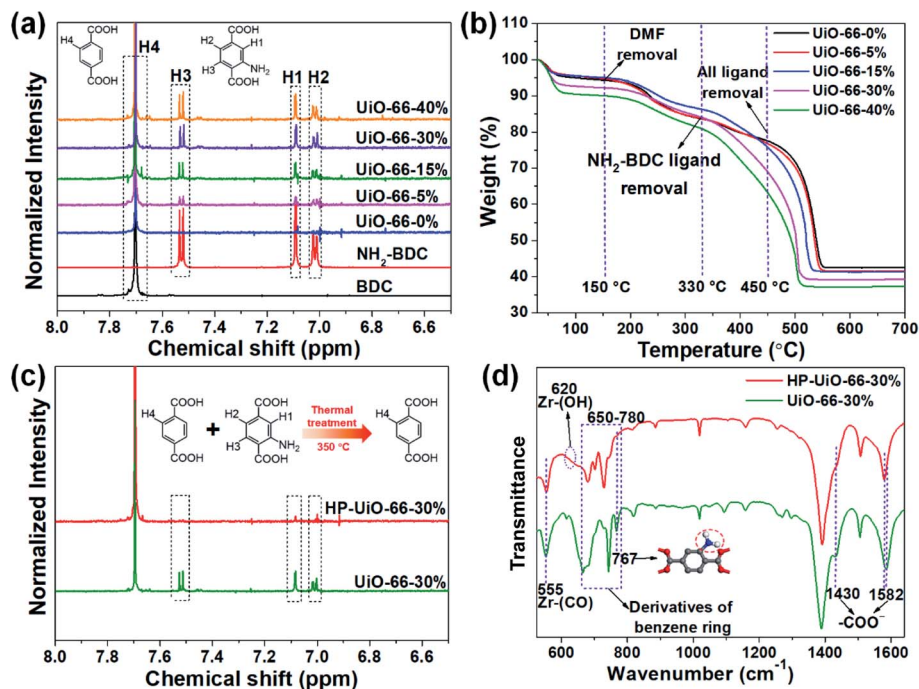 (a)
COOH
H4
COOH
H4
COOH
H2
H1
H3
NH₂
COOH
H3
H1
H2
UiO-66-40%
UiO-66-30%
UiO-66-15%
UiO-66-5%
UiO-66-0%
NH₂-BDC
BDC
Normalized Intensity
8.0 7.8 7.6 7.4 7.2 7.0 6.8 6.6
Chemical shift (ppm)
(b)
UiO-66-0%
UiO-66-5%
UiO-66-15%
UiO-66-30%
UiO-66-40%
DMF
removal
All ligand
removal
NH₂-BDC ligand
removal
150 °C 330 °C 450 °C
Weight (%)
110
100
90
80
70
60
50
40
30
100 200 300 400 500 600 700
Temperature (°C)
(c)
COOH
H4
COOH
+
COOH
H2
H1
H3
NH₂
COOH
Thermal
treatment
350 °C
COOH
H4
COOH
HP-UiO-66-30%
UiO-66-30%
Normalized Intensity
8.0 7.8 7.6 7.4 7.2 7.0 6.8 6.6
Chemical shift (ppm)
(d)
HP-UiO-66-30%
UiO-66-30%
620
Zr-(OH)
650-780
767
555
Zr-(CO)
Derivatives of
benzene ring
1430 1582
-COO⁻
Transmittance
600 800 1000 1200 1400 1600
Wavenumber (cm⁻¹)